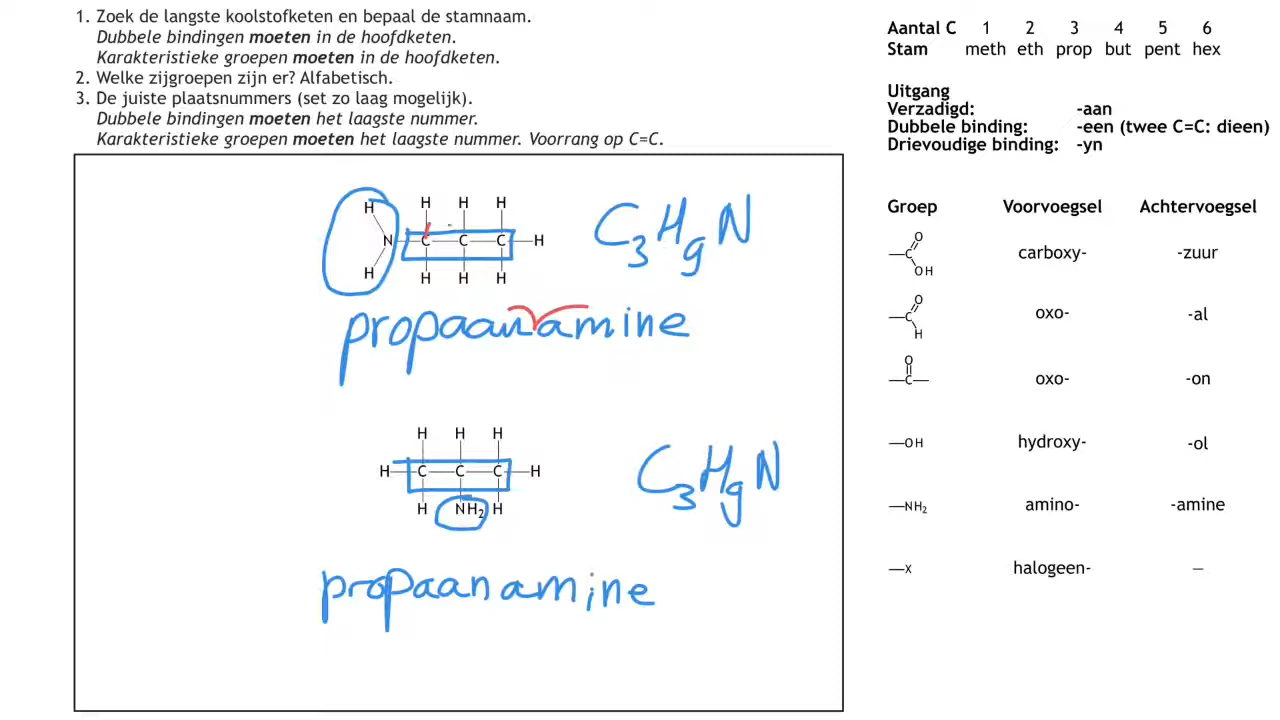 1. Zoek de langste koolstofketen en bepaal de stamnaam.
Dubbele bindingen moeten in de hoofdketen.
Karakteristieke groepen moeten in de hoofdketen.
2. Welke zijgroepen zijn er? Alfabetisch.
3. De juiste plaatsnummers (set zo laag mogelijk).
Dubbele bindingen moeten het laagste nummer.
Karakteristieke groepen moeten het laagste nummer. Voorrang op C=C.
H H H H
N C C C H
H H H H
C3H9N
propaanamine
H H H
H C C C H
H NH2 H
C3H9N
propaanamine
Aantal C 1 2 3 4 5 6
Stam meth eth prop but pent hex
Uitgang
Verzadigd: -aan
Dubbele binding: -een (twee C=C: dieen)
Drievoudige binding: -yn
Groep Voorvoegsel Achtervoegsel
O
—C carboxy- -zuur
OH
O
—C oxo- -al
H
O
—C— oxo- -on
—OH hydroxy- -ol
—NH2 amino- -amine
—X halogeen- —